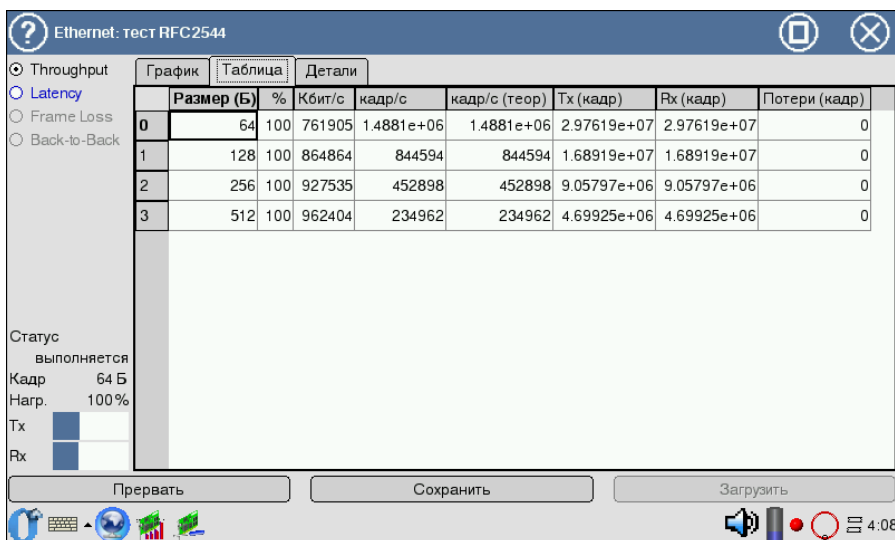 Ethernet: тест RFC2544
Throughput
Latency
Frame Loss
Back-to-Back
График Таблица Детали
Размер (Б) % Кбит/с кадр/с кадр/с (теор) Tx (кадр) Rx (кадр) Потери (кадр)
0 64 100 761905 1.4881e+06 1.4881e+06 2.97619e+07 2.97619e+07 0
1 128 100 864864 844594 844594 1.68919e+07 1.68919e+07 0
2 256 100 927535 452898 452898 9.05797e+06 9.05797e+06 0
3 512 100 962404 234962 234962 4.69925e+06 4.69925e+06 0
Статус
выполняется
Кадр 64 Б
Нагр. 100%
Tx
Rx
Прервать Сохранить Загрузить
4:08